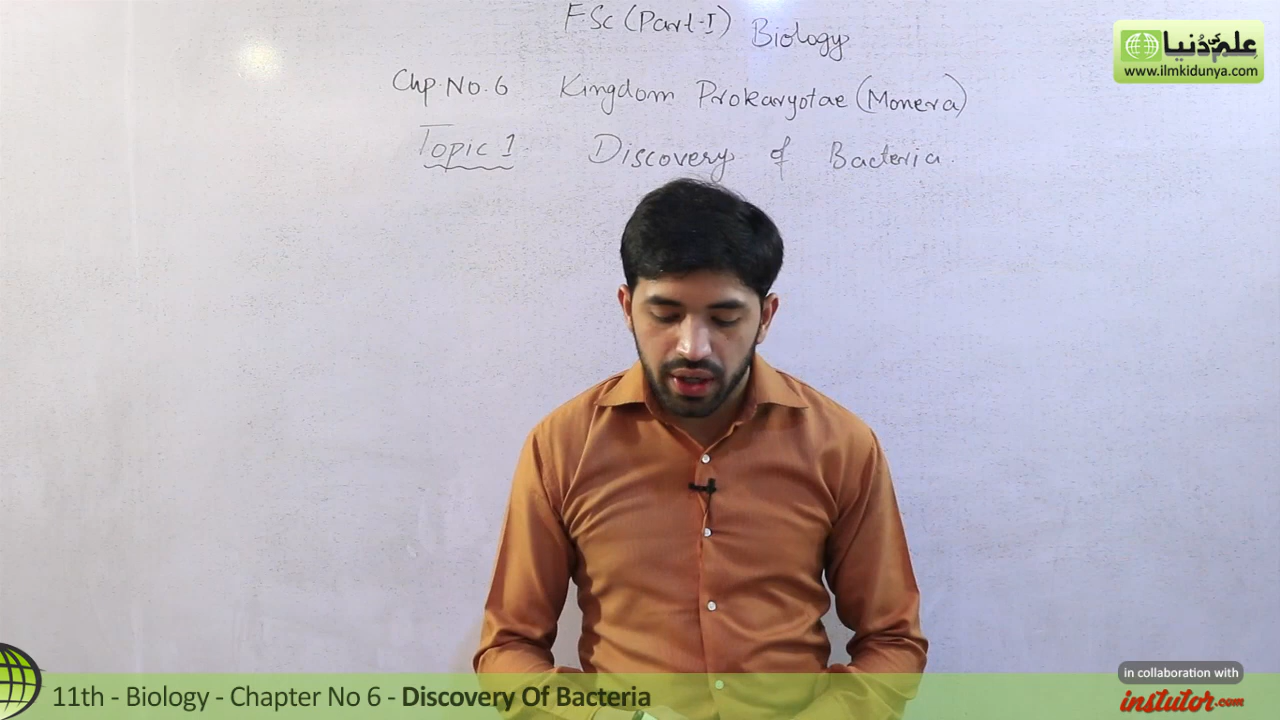 FSc (Part-I) Biology
علم کی دُنیا
www.ilmkidunya.com
Chp. No. 6 Kingdom Prokaryotae (Monera)
Topic 1. Discovery of Bacteria.
in collaboration with
instutor.com
11th - Biology - Chapter No 6 - Discovery Of Bacteria